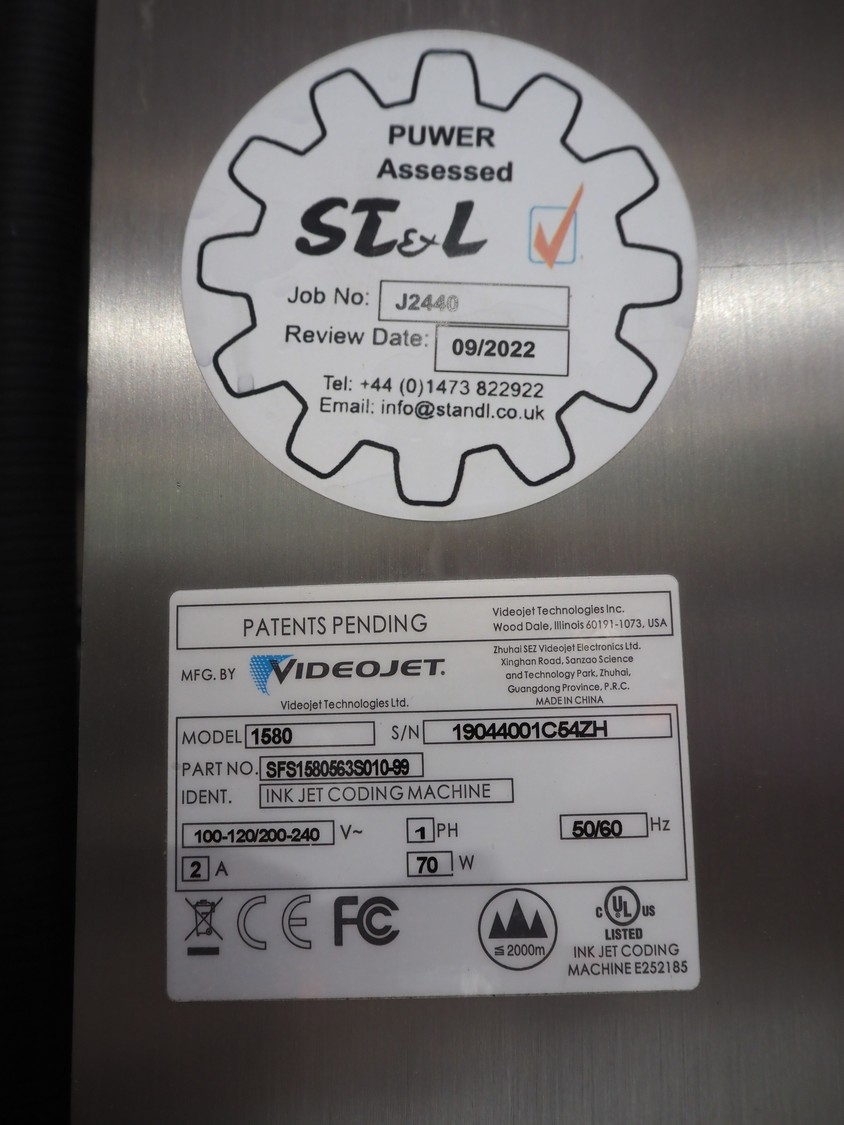 PUWER
Assessed
ST&L
Job No: J2440
Review Date: 09/2022
Tel: +44 (0)1473 822922
Email: info@standl.co.uk
PATENTS PENDING
Videojet Technologies Inc.
Wood Dale, Illinois 60191-1073, USA
MFG. BY VIDEOJET.
Videojet Technologies Ltd.
Zhuhai SEZ Videojet Electronics Ltd.
Xinghan Road, Sanzao Science
and Technology Park, Zhuhai,
Guangdong Province, P.R.C.
MADE IN CHINA
MODEL 1580 S/N 19044001C54ZH
PART NO. SFS1580563S010-99
IDENT. INK JET CODING MACHINE
100-120/200-240 V~ 1 PH 50/60 Hz
2 A 70 W
CE FC
≦2000m
C UL US
LISTED
INK JET CODING
MACHINE E252185